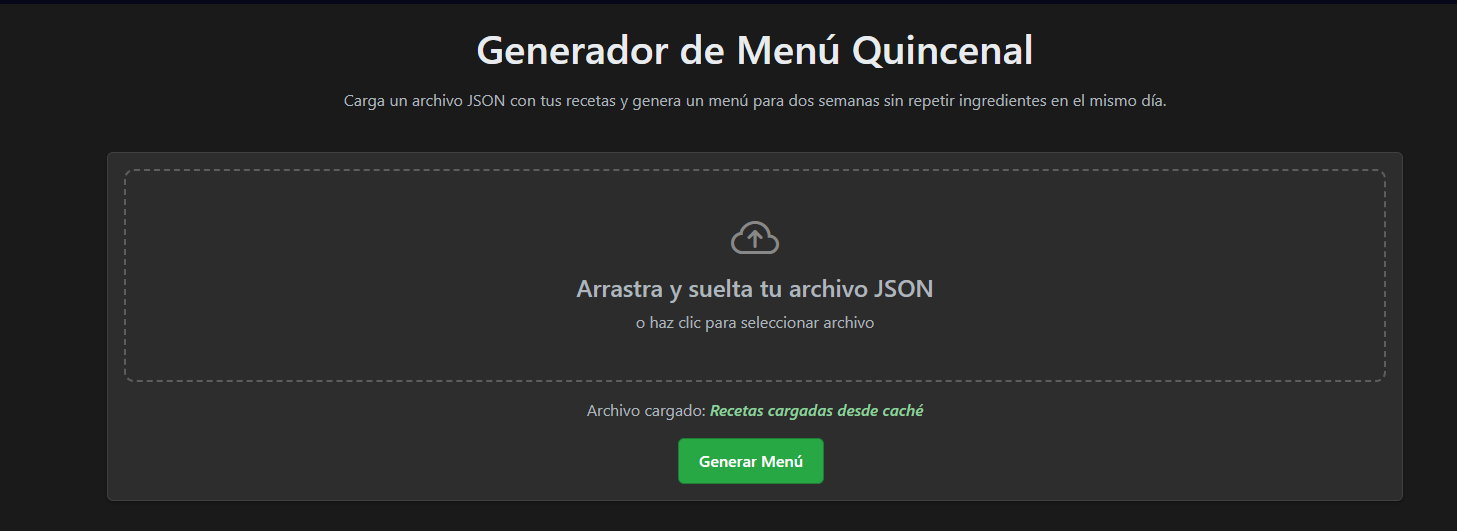 Generador de Menú Quincenal
Carga un archivo JSON con tus recetas y genera un menú para dos semanas sin repetir ingredientes en el mismo día.
Arrastra y suelta tu archivo JSON
o haz clic para seleccionar archivo
Archivo cargado: Recetas cargadas desde caché
Generar Menú